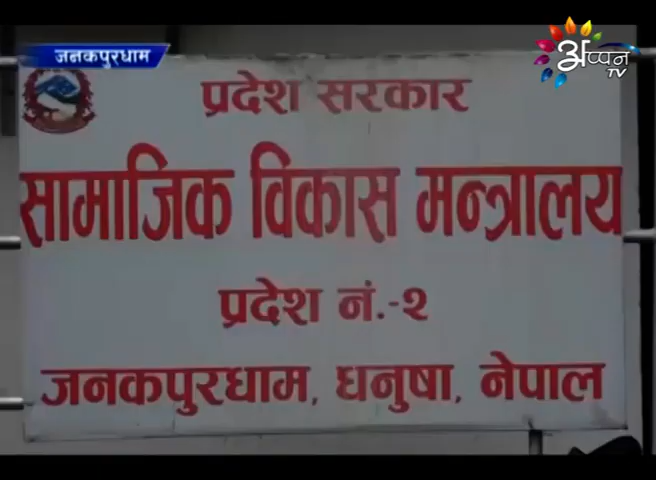 जनकपुरधाम
अप्पन
TV
प्रदेश सरकार
सामाजिक विकास मन्त्रालय
प्रदेश नं.-२
जनकपुरधाम, धनुषा, नेपाल